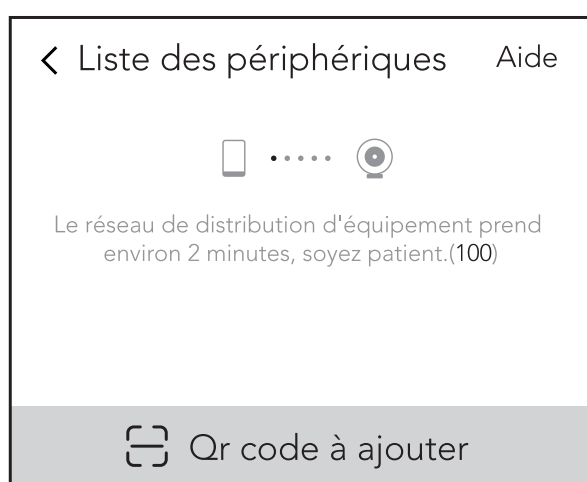 Liste des périphériques Aide
Le réseau de distribution d'équipement prend
environ 2 minutes, soyez patient.(100)
Qr code à ajouter